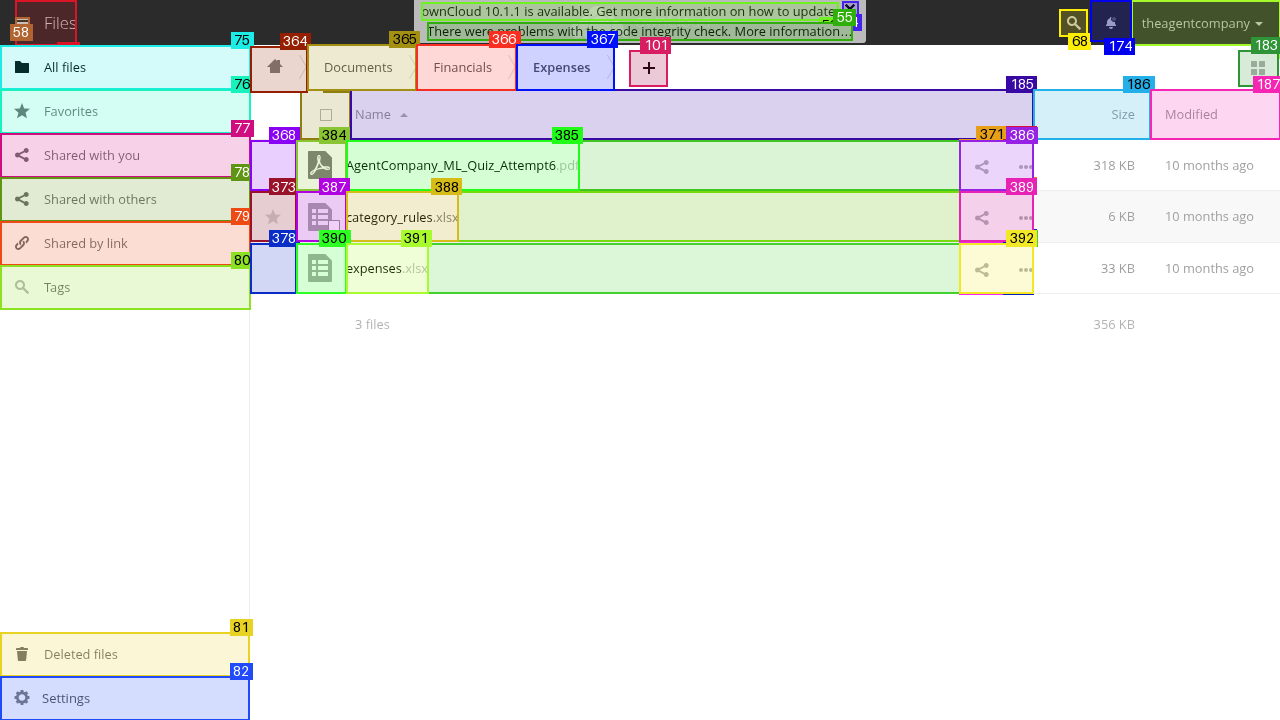 58
Files
ownCloud 10.1.1 is available. Get more information on how to update.
55
There were problems with the code integrity check. More information…
68
174
theagentcompany
75
All files
364
365
Documents
366
Financials
367
Expenses
101
183
76
Favorites
Name
185
186
Size
187
Modified
77
Shared with you
368
384
AgentCompany_ML_Quiz_Attempt6.pdf
385
371
386
318 KB
10 months ago
78
Shared with others
373
387
category_rules.xlsx
388
389
6 KB
10 months ago
79
Shared by link
378
390
expenses.xlsx
391
392
33 KB
10 months ago
80
Tags
3 files
356 KB
81
Deleted files
82
Settings